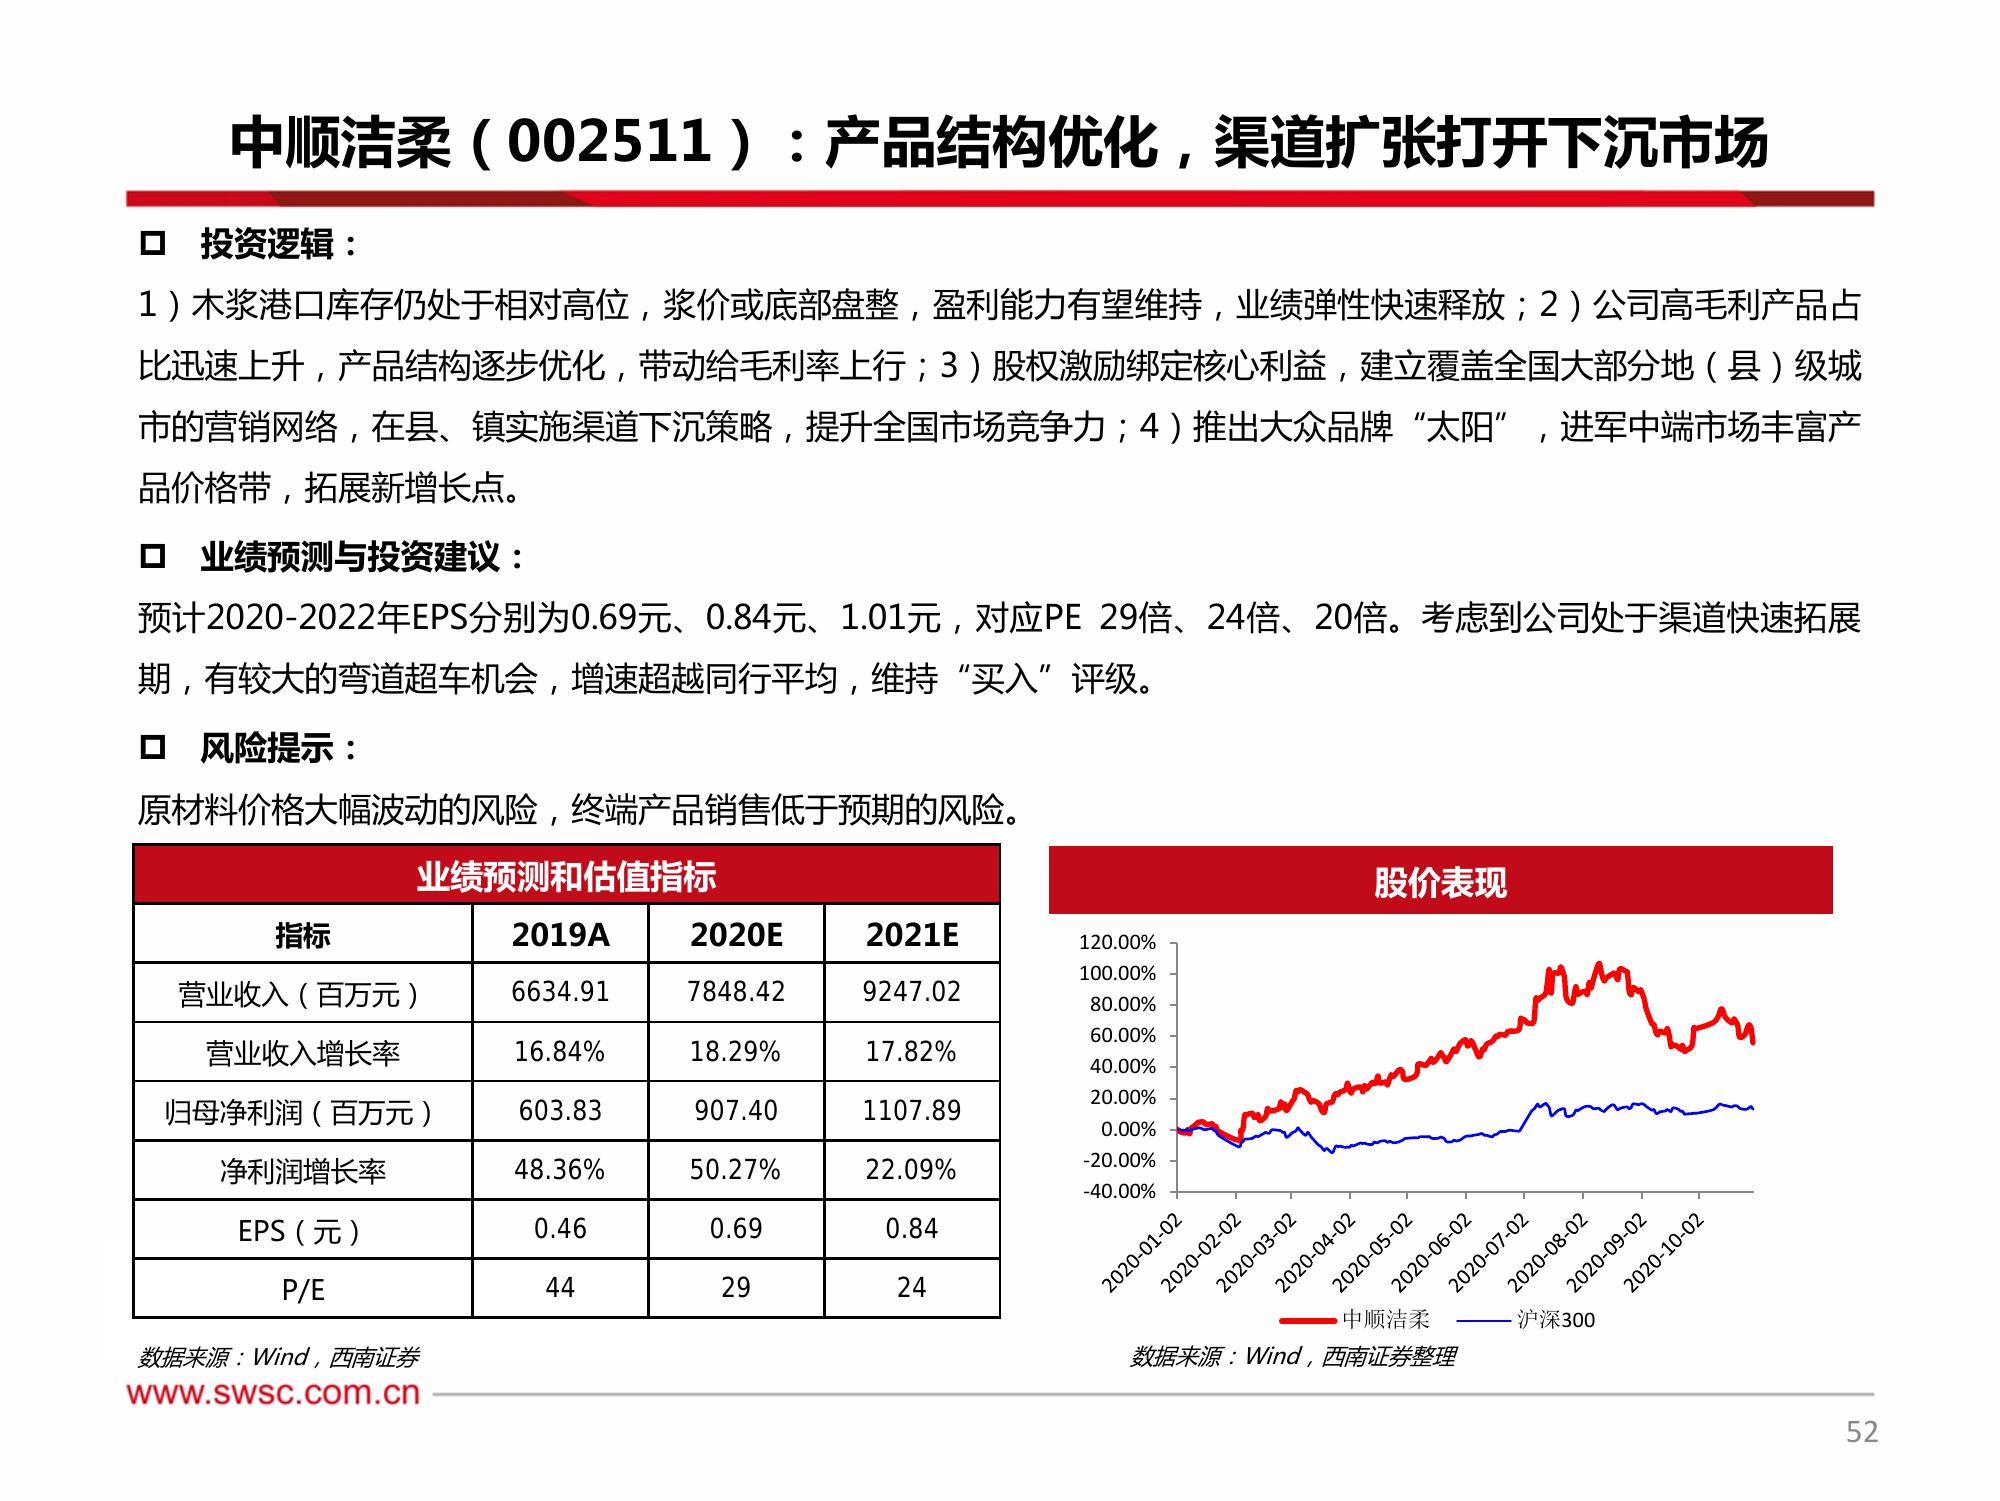 中顺洁柔（002511）：产品结构优化，渠道扩张打开下沉市场
投资逻辑：
1）木浆港口库存仍处于相对高位，浆价或底部盘整，盈利能力有望维持，业绩弹性快速释放；2）公司高毛利产品占
比迅速上升，产品结构逐步优化，带动给毛利率上行；3）股权激励绑定核心利益，建立覆盖全国大部分地（县）级城
市的营销网络，在县、镇实施渠道下沉策略，提升全国市场竞争力；4）推出大众品牌“太阳”，进军中端市场丰富产
品价格带，拓展新增长点。
业绩预测与投资建议：
预计2020-2022年EPS分别为0.69元、0.84元、1.01元，对应PE 29倍、24倍、20倍。考虑到公司处于渠道快速拓展
期，有较大的弯道超车机会，增速超越同行平均，维持“买入”评级。
风险提示：
原材料价格大幅波动的风险，终端产品销售低于预期的风险。
业绩预测和估值指标
指标 2019A 2020E 2021E
营业收入（百万元） 6634.91 7848.42 9247.02
营业收入增长率 16.84% 18.29% 17.82%
归母净利润（百万元） 603.83 907.40 1107.89
净利润增长率 48.36% 50.27% 22.09%
EPS（元） 0.46 0.69 0.84
P/E 44 29 24
数据来源：Wind，西南证券
股价表现
120.00%
100.00%
80.00%
60.00%
40.00%
20.00%
0.00%
-20.00%
-40.00%
2020-01-02 2020-02-02 2020-03-02 2020-04-02 2020-05-02 2020-06-02 2020-07-02 2020-08-02 2020-09-02 2020-10-02
中顺洁柔 沪深300
数据来源：Wind，西南证券整理
www.swsc.com.cn
52